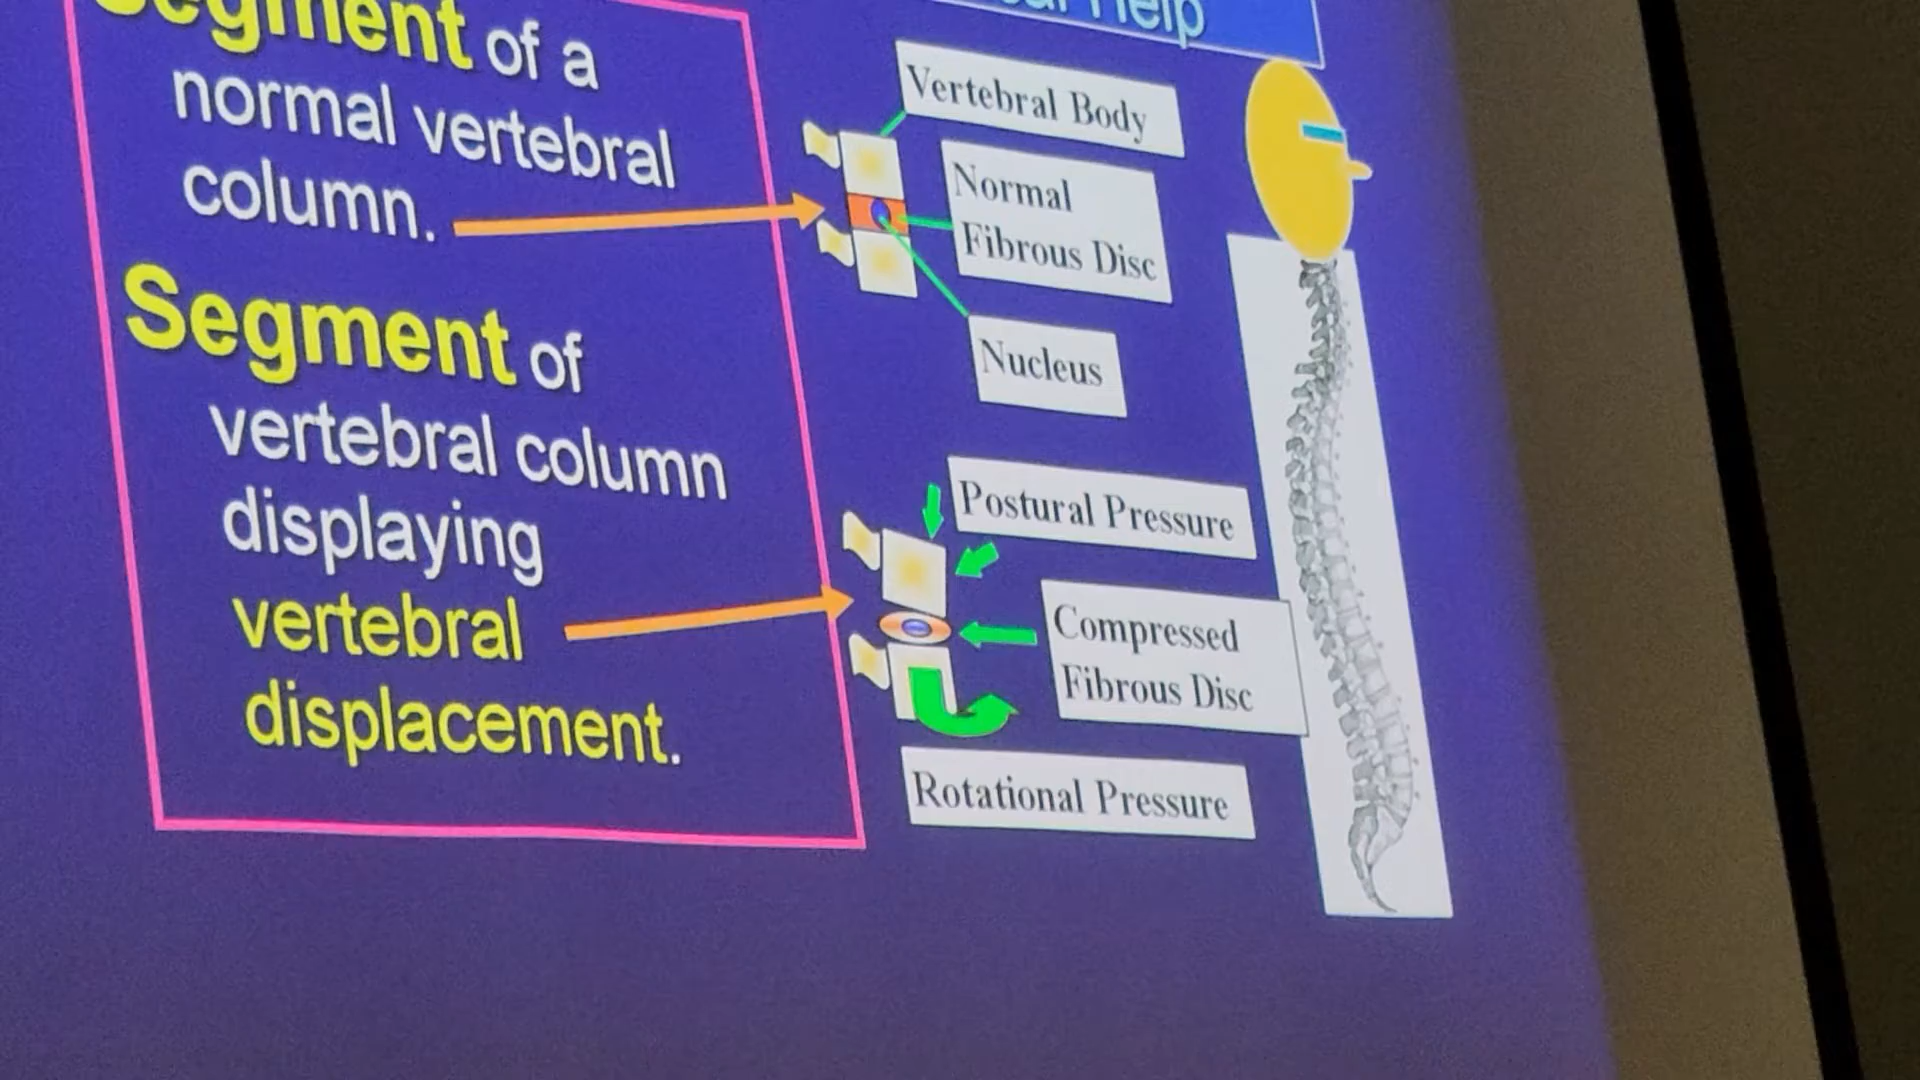 Segment of a
normal vertebral
column.
Segment of
vertebral column
displaying
vertebral
displacement.
Help
Vertebral Body
Normal
Fibrous Disc
Nucleus
Postural Pressure
Compressed
Fibrous Disc
Rotational Pressure